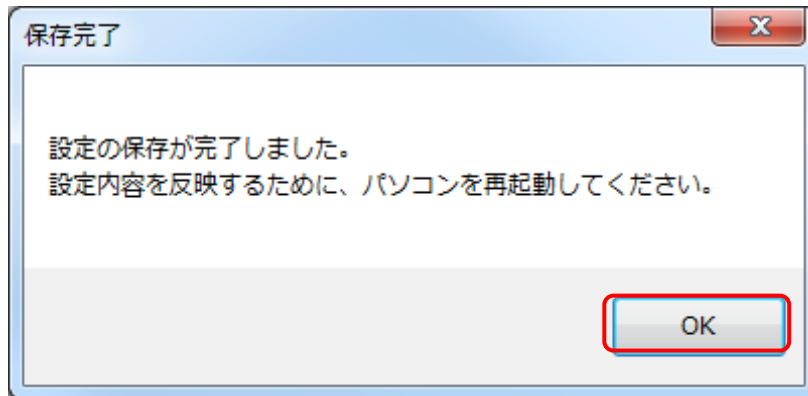 保存完了
設定の保存が完了しました。
設定内容を反映するために、パソコンを再起動してください。
OK